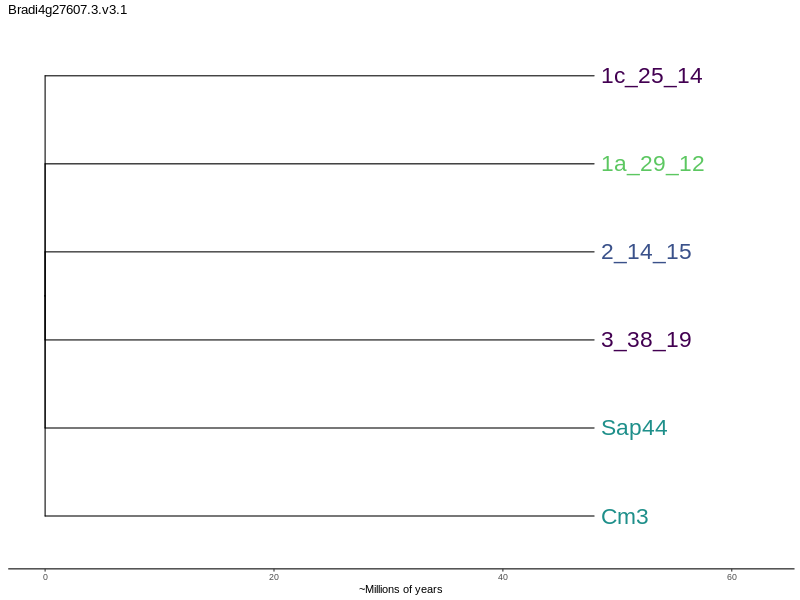 Bradi4g27607.3.v3.1
1c_25_14
1a_29_12
2_14_15
3_38_19
Sap44
Cm3
0 20 40 60
~Millions of years